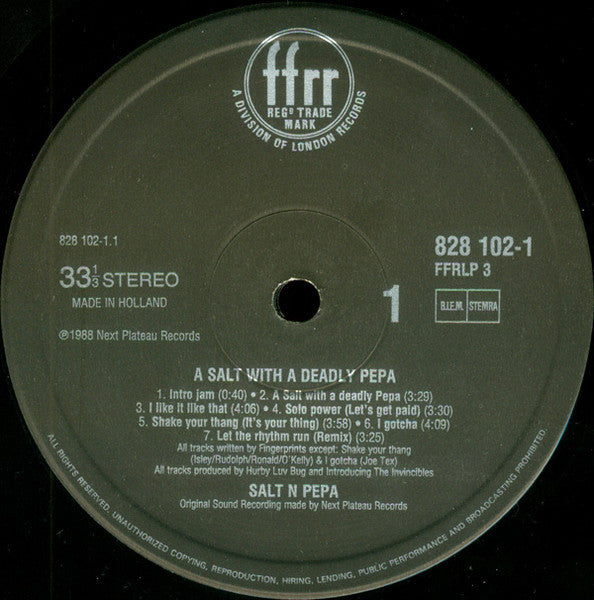 ffrr
REGD TRADE
MARK
A DIVISION OF LONDON RECORDS
828 102-1.1
33 1/3 STEREO
MADE IN HOLLAND
℗1988 Next Plateau Records
828 102-1
FFRLP 3
B.I.E.M. STEMRA
1
A SALT WITH A DEADLY PEPA
1. Intro jam (0:40) • 2. A Salt with a deadly Pepa (3:29)
3. I like it like that (4:06) • 4. Solo power (Let's get paid) (3:30)
5. Shake your thang (It's your thing) (3:58) • 6. I gotcha (4:09)
7. Let the rhythm run (Remix) (3:25)
All tracks written by Fingerprints except: Shake your thang
(Isley/Rudolph/Ronald/O'Kelly) & I gotcha (Joe Tex)
All tracks produced by Hurby Luv Bug and Introducing The Invincibles
SALT N PEPA
Original Sound Recording made by Next Plateau Records
ALL RIGHTS RESERVED. UNAUTHORIZED COPYING, REPRODUCTION, HIRING, LENDING, PUBLIC PERFORMANCE AND BROADCASTING PROHIBITED.